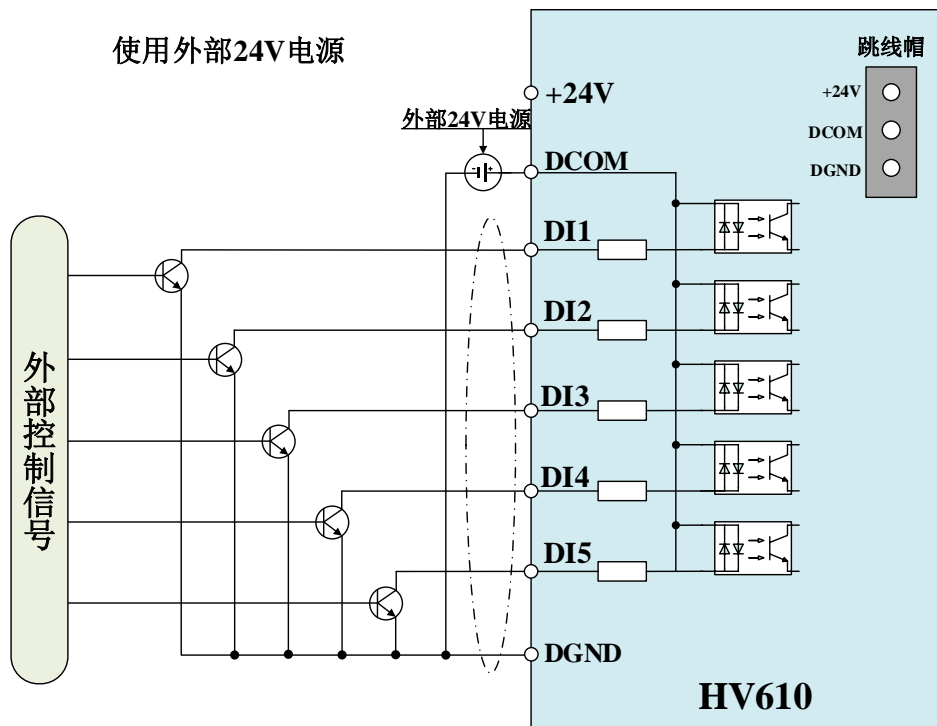 使用外部24V电源
跳线帽
+24V
DCOM
DGND
+24V
外部24V电源
DCOM
DI1
DI2
DI3
DI4
DI5
DGND
外部控制信号
HV610